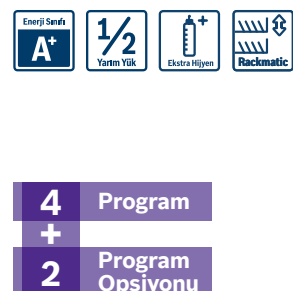 Enerji Sınıfı
A+
1/2
Yarım Yük
+
Ekstra Hijyen
Rackmatic
4 Program
+
2 Program
Opsiyonu